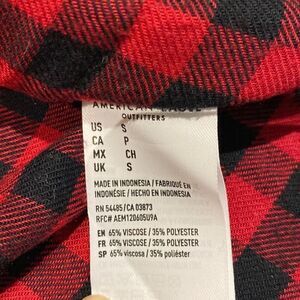 AMERICAN EAGLE
OUTFITTERS
US S
CA P
MX CH
UK S
MADE IN INDONESIA / FABRIQUÉ EN
INDONÉSIE / HECHO EN INDONESIA
RN 54485/CA 03873
RFC# AEM120605U9A
EN 65% VISCOSE / 35% POLYESTER
FR 65% VISCOSE / 35% POLYESTER
SP 65% viscosa / 35% poliéster